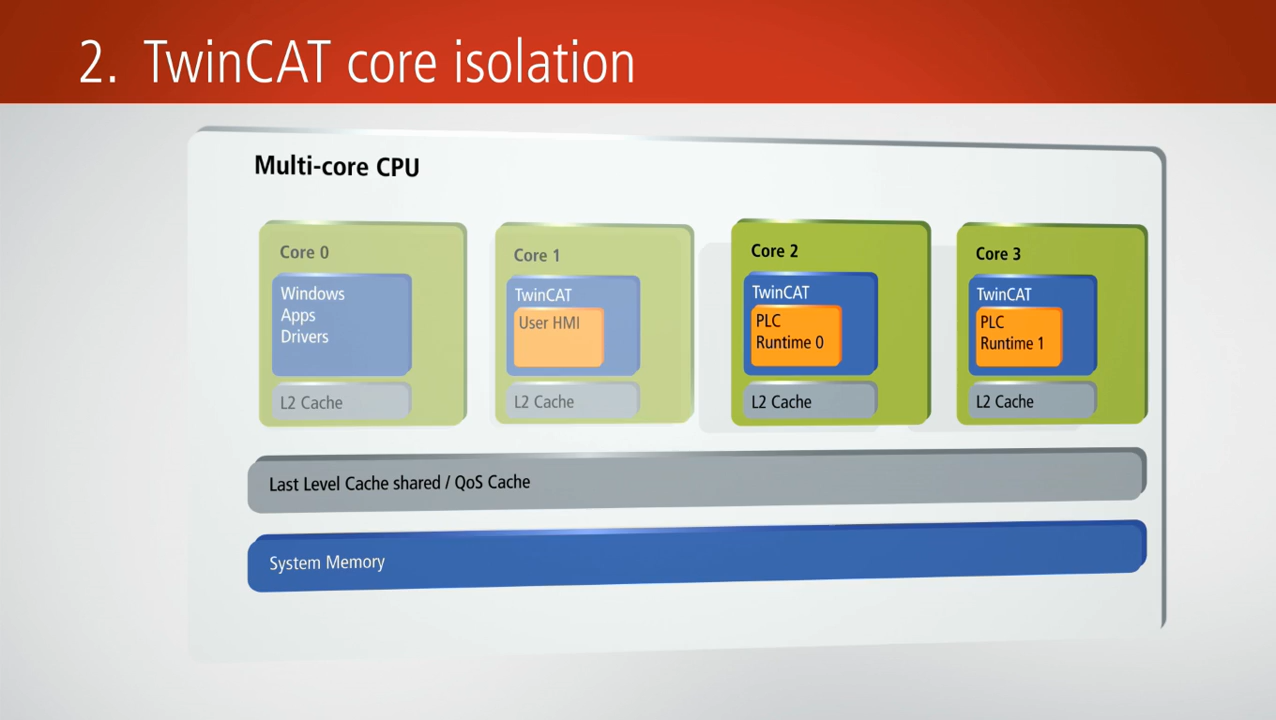 2. TwinCAT core isolation
Multi-core CPU
Core 0
Windows
Apps
Drivers
L2 Cache
Core 1
TwinCAT
User HMI
L2 Cache
Core 2
TwinCAT
PLC
Runtime 0
L2 Cache
Core 3
TwinCAT
PLC
Runtime 1
L2 Cache
Last Level Cache shared / QoS Cache
System Memory